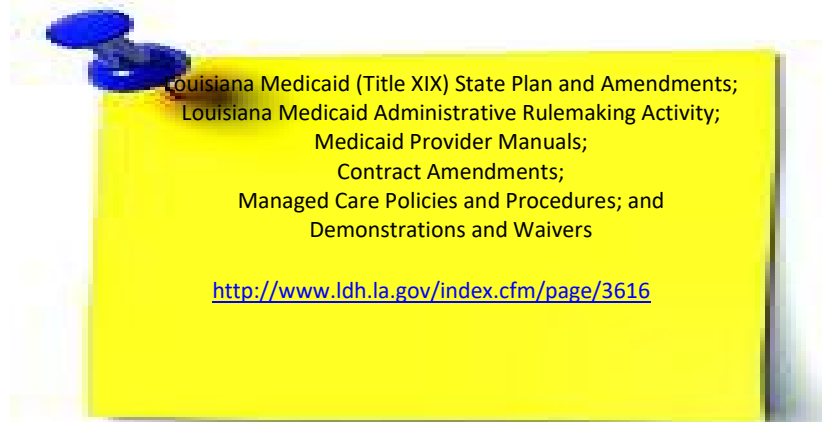 Louisiana Medicaid (Title XIX) State Plan and Amendments;
Louisiana Medicaid Administrative Rulemaking Activity;
Medicaid Provider Manuals;
Contract Amendments;
Managed Care Policies and Procedures; and
Demonstrations and Waivers
http://www.ldh.la.gov/index.cfm/page/3616